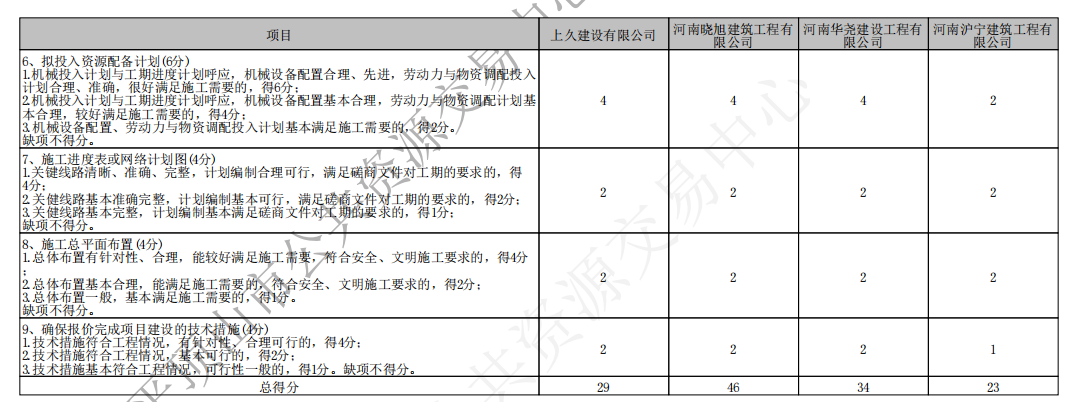 项目
上久建设有限公司
河南晓旭建筑工程有
限公司
河南华尧建设工程有
限公司
河南沪宁建筑工程有
限公司
6、拟投入资源配备计划(6分)
1.机械投入计划与工期进度计划呼应，机械设备配置合理、先进，劳动力与物资调配投入
计划合理、准确，很好满足施工需要的，得6分；
2.机械投入计划与工期进度计划呼应，机械设备配置基本合理，劳动力与物资调配计划基
本合理，较好满足施工需要的，得4分；
3.机械设备配置、劳动力与物资调配投入计划基本满足施工需要的，得2分。
缺项不得分。
4
4
4
2
7、施工进度表或网络计划图(4分)
1.关键线路清晰、准确、完整，计划编制合理可行，满足磋商文件对工期的要求的，得
4分；
2.关健线路基本准确完整，计划编制基本可行，满足磋商文件对工期的要求的，得2分；
3.关健线路基本完整，计划编制基本满足磋商文件对工期的要求的，得1分；
缺项不得分。
2
2
2
2
8、施工总平面布置(4分)
1.总体布置有针对性、合理，能较好满足施工需要，符合安全、文明施工要求的，得4分
；
2.总体布置基本合理，能满足施工需要的，符合安全、文明施工要求的，得2分；
3.总体布置一般，基本满足施工需要的，得1分。
缺项不得分。
2
2
2
2
9、确保报价完成项目建设的技术措施(4分)
1.技术措施符合工程情况，有针对性、合理可行的，得4分；
2.技术措施符合工程情况，基本可行的，得2分；
3.技术措施基本符合工程情况，可行性一般的，得1分。缺项不得分。
2
2
2
1
总得分
29
46
34
23
平顶山市公共资源交易中心
共资源交易中心